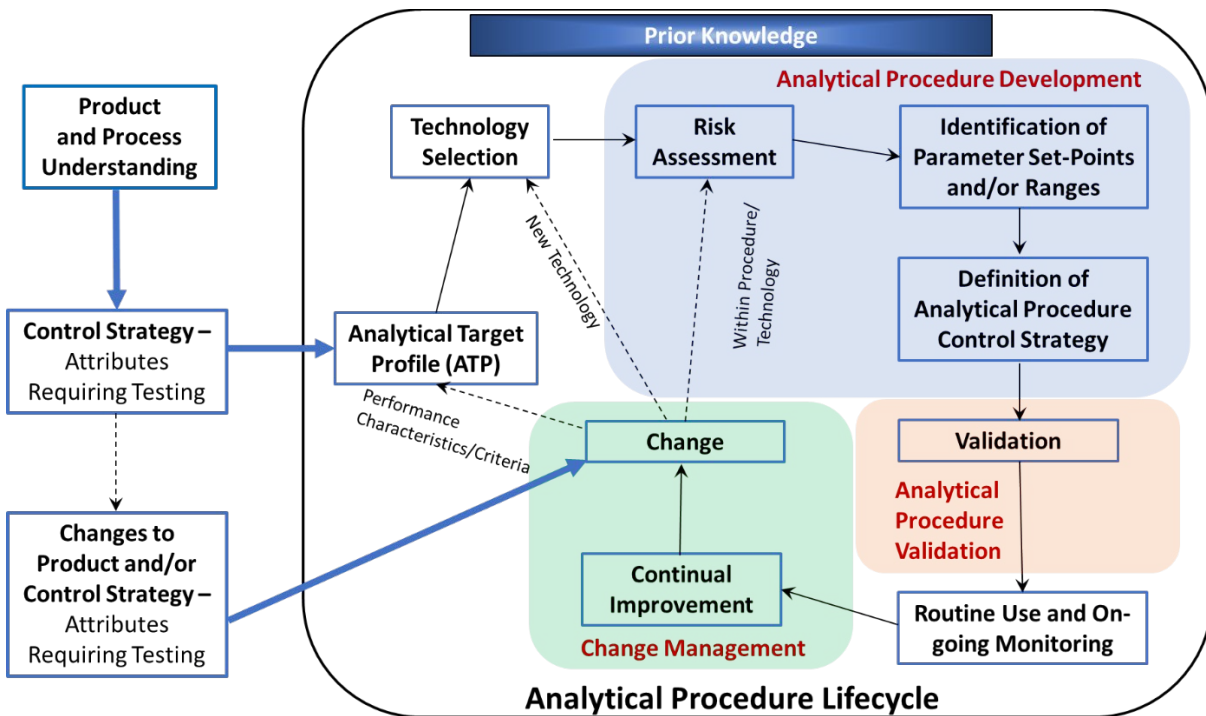 Prior Knowledge
Analytical Procedure Development
Product
and Process
Understanding
Technology
Selection
Risk
Assessment
Identification of
Parameter Set-Points
and/or Ranges
New Technology
Within Procedure/
Technology
Control Strategy –
Attributes
Requiring Testing
Analytical Target
Profile (ATP)
Definition of
Analytical Procedure
Control Strategy
Performance
Characteristics/Criteria
Change
Validation
Analytical
Procedure
Validation
Changes to
Product and/or
Control Strategy –
Attributes
Requiring Testing
Continual
Improvement
Change Management
Routine Use and On-
going Monitoring
Analytical Procedure Lifecycle